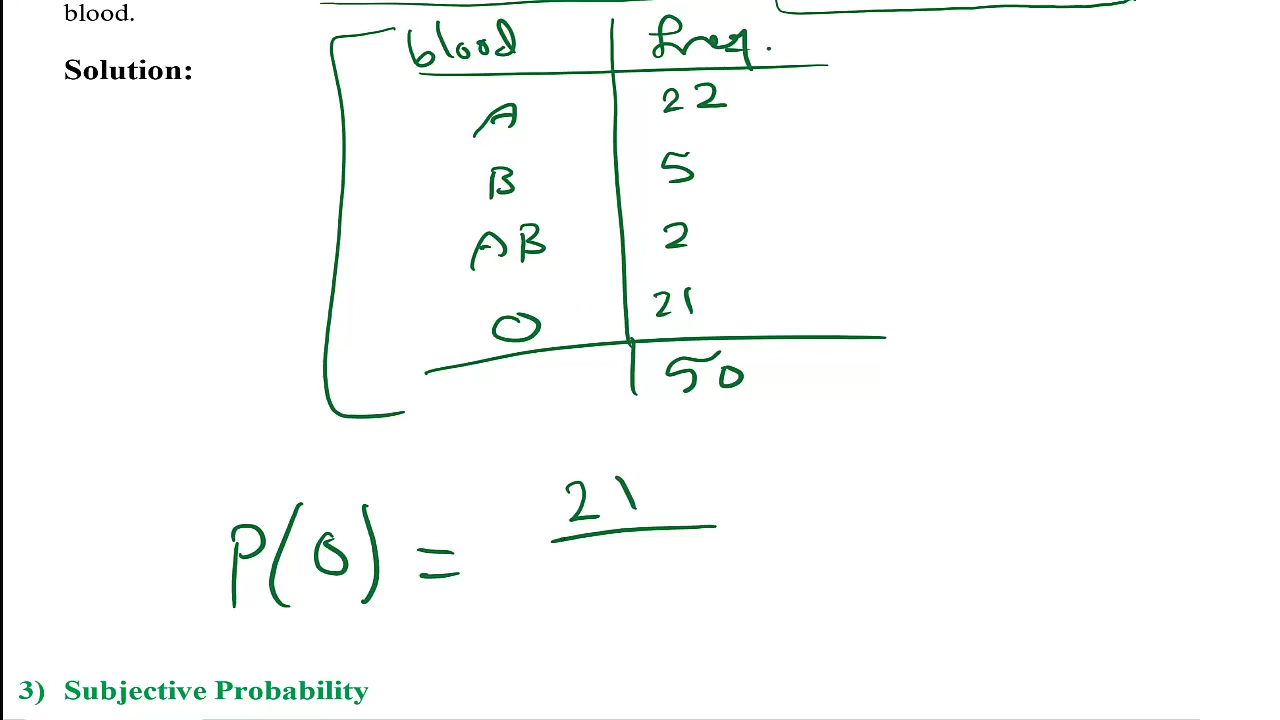 blood.
Solution:
blood freq.
A 22
B 5
AB 2
O 21
50
21
P(O) =
3) Subjective Probability